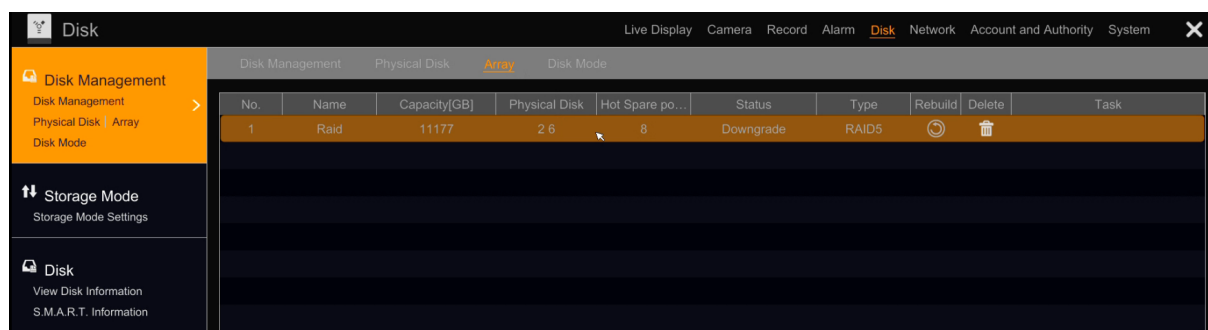 Disk Live Display Camera Record Alarm Disk Network Account and Authority System
Disk Management Physical Disk Array Disk Mode
Disk Management
Disk Management
Physical Disk Array
Disk Mode
Storage Mode
Storage Mode Settings
Disk
View Disk Information
S.M.A.R.T. Information
No. Name Capacity[GB] Physical Disk Hot Spare po... Status Type Rebuild Delete Task
1 Raid 11177 2 6 8 Downgrade RAID5